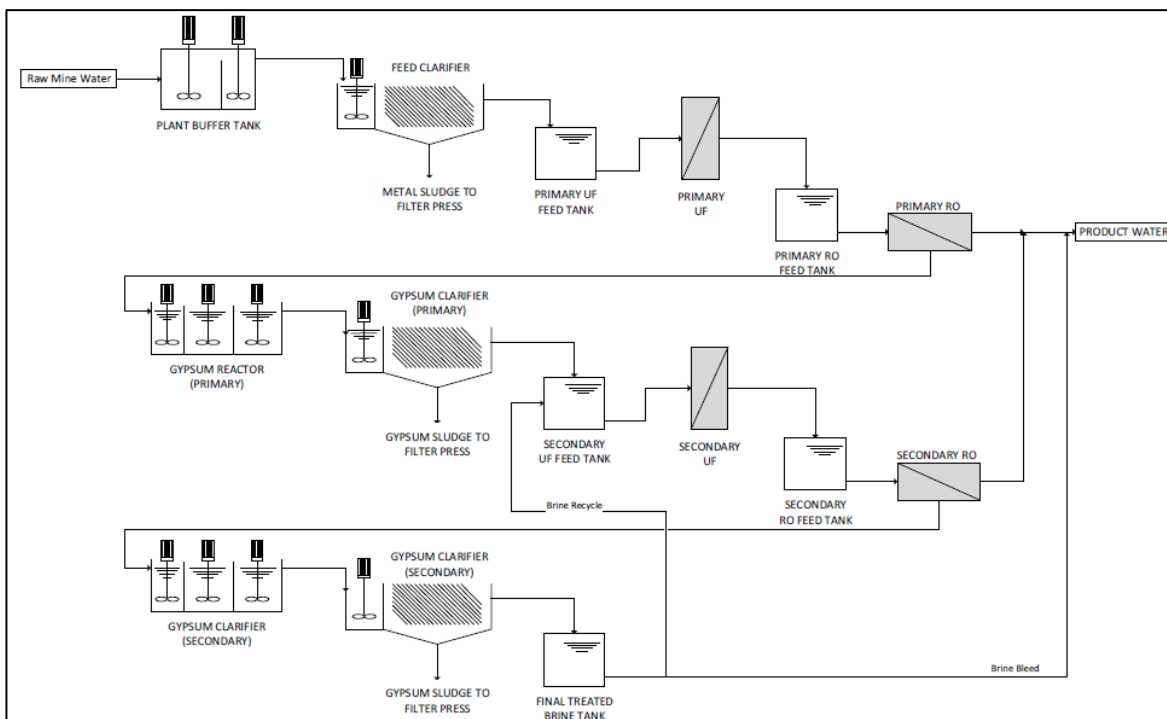 Raw Mine Water
PLANT BUFFER TANK
FEED CLARIFIER
METAL SLUDGE TO
FILTER PRESS
PRIMARY UF
FEED TANK
PRIMARY
UF
PRIMARY RO
FEED TANK
PRIMARY RO
PRODUCT WATER
GYPSUM REACTOR
(PRIMARY)
GYPSUM CLARIFIER
(PRIMARY)
GYPSUM SLUDGE TO
FILTER PRESS
SECONDARY
UF FEED TANK
SECONDARY
UF
SECONDARY
RO FEED TANK
SECONDARY RO
Brine Recycle
GYPSUM CLARIFIER
(SECONDARY)
GYPSUM CLARIFIER
(SECONDARY)
GYPSUM SLUDGE TO
FILTER PRESS
FINAL TREATED
BRINE TANK
Brine Bleed